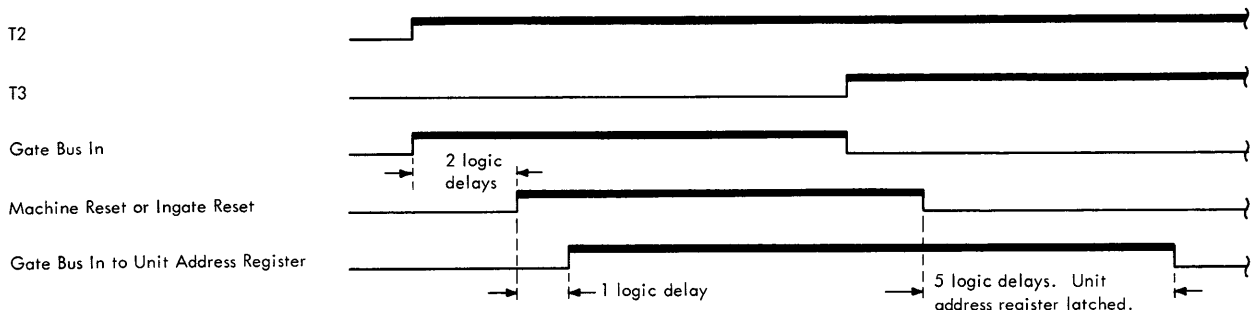 T2
T3
Gate Bus In
2 logic
delays
Machine Reset or Ingate Reset
Gate Bus In to Unit Address Register
1 logic delay
5 logic delays. Unit
address register latched.